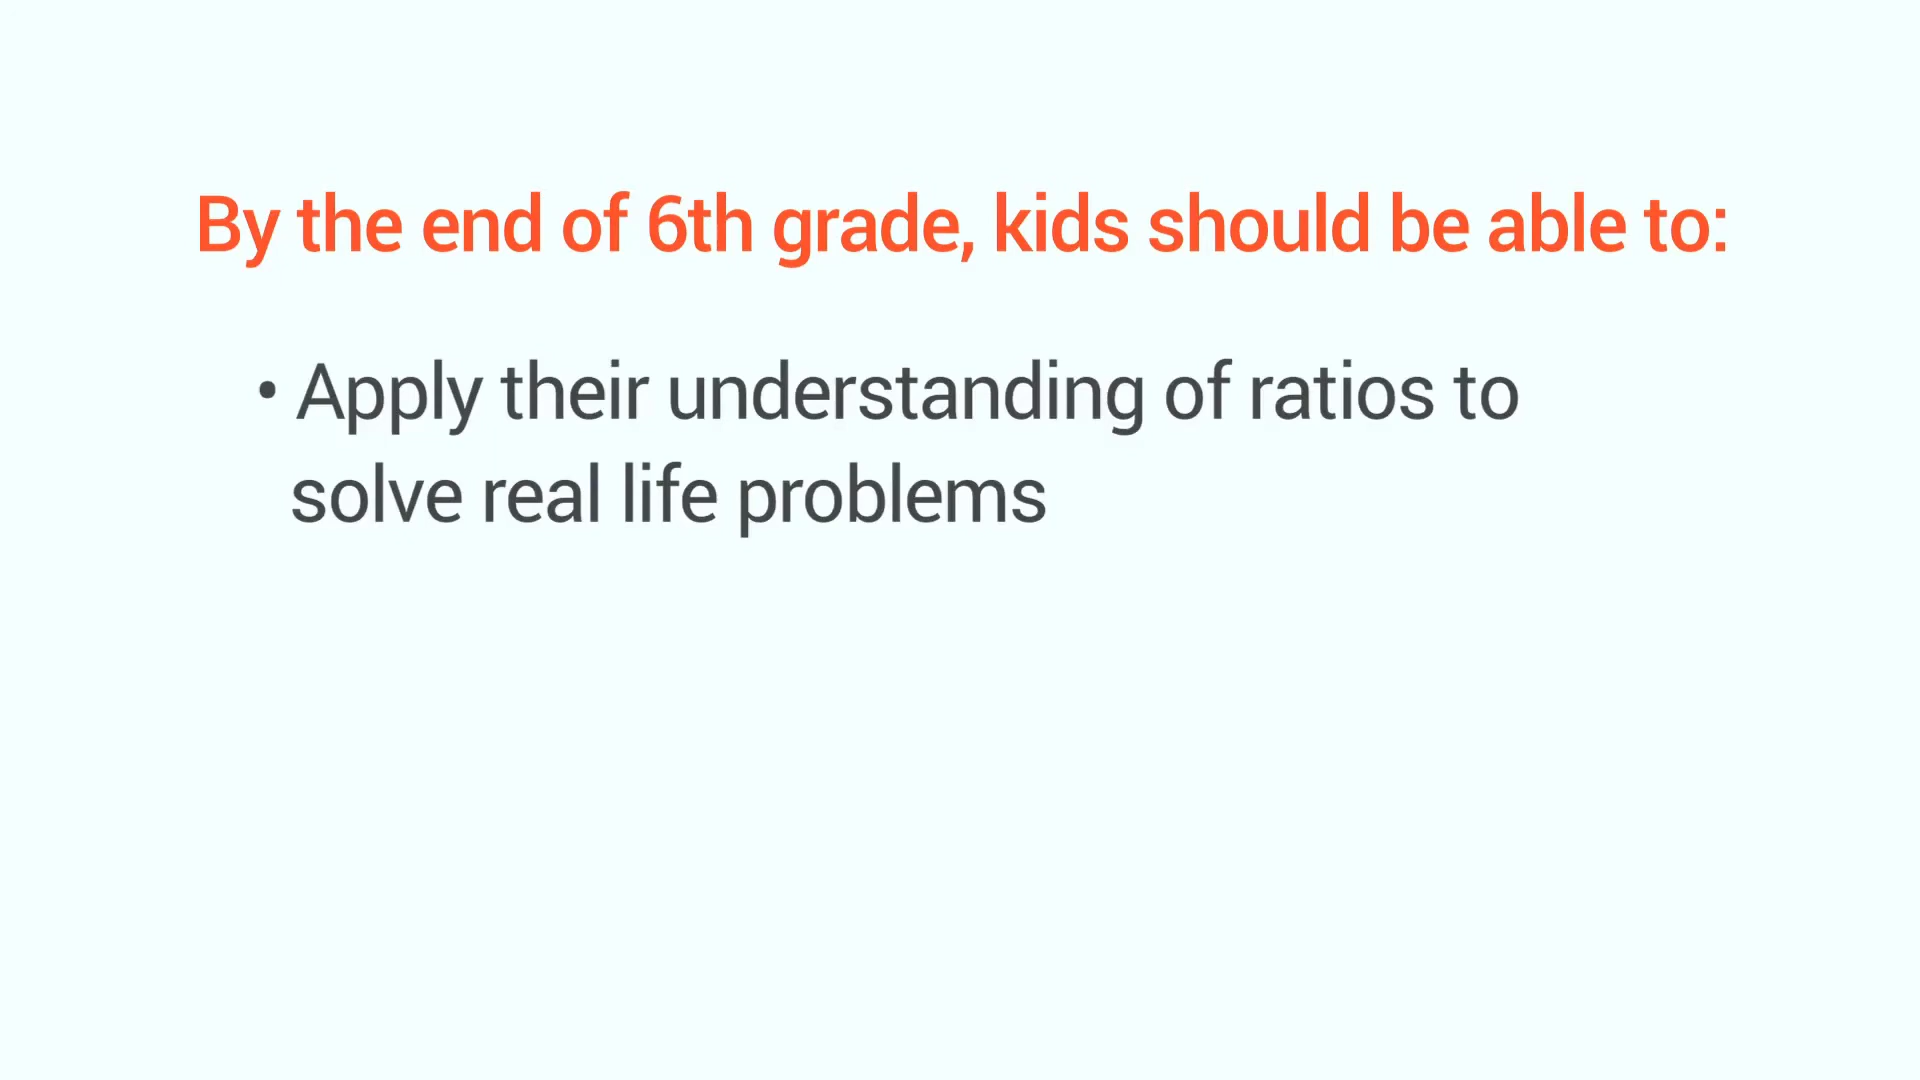 By the end of 6th grade, kids should be able to:
• Apply their understanding of ratios to
solve real life problems